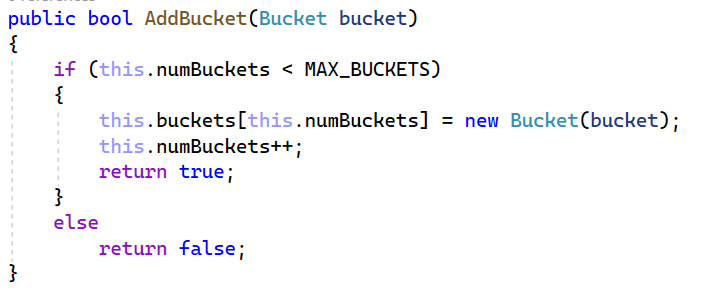 public bool AddBucket(Bucket bucket)
{
if (this.numBuckets < MAX_BUCKETS)
{
this.buckets[this.numBuckets] = new Bucket(bucket);
this.numBuckets++;
return true;
}
else
return false;
}